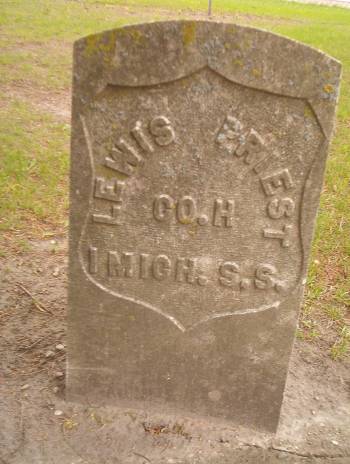 LEWIS PRIEST
CO. H
1 MICH. S.S.